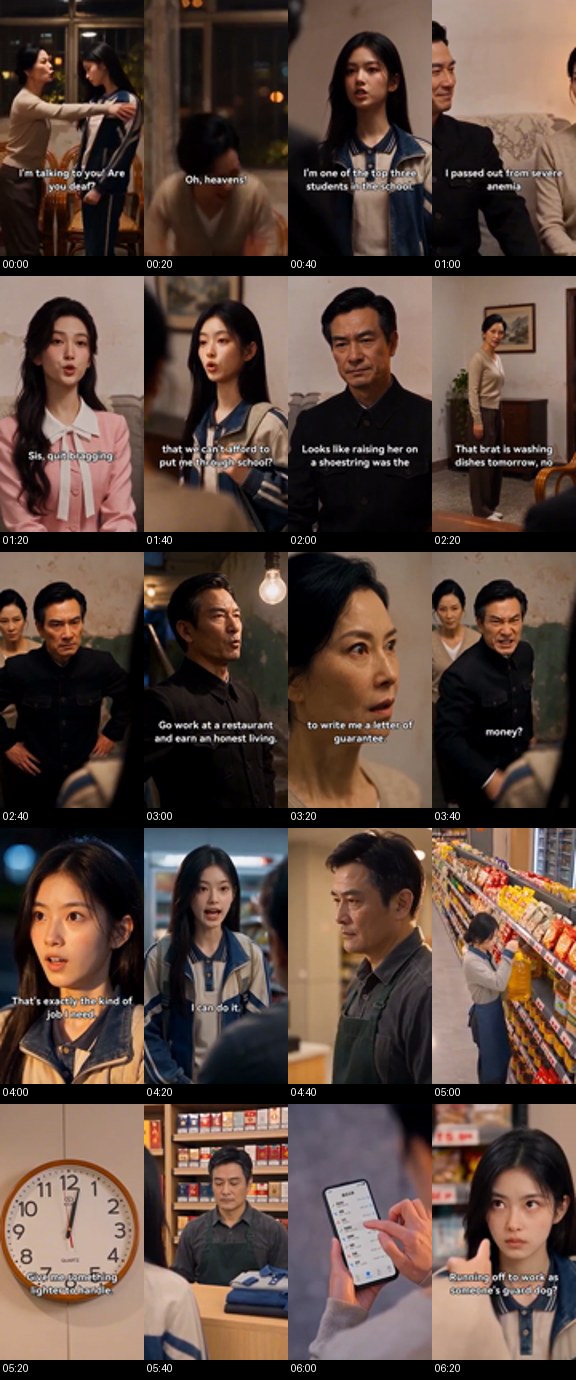 I'm talking to you! Are
you deaf?
Oh, heavens!
I'm one of the top three
students in the school.
I passed out from severe
anemia
00:00
00:20
00:40
01:00
Sis, quit bragging.
that we can't afford to
put me through school?
Looks like raising her on
a shoestring was the
That brat is washing
dishes tomorrow, no
01:20
01:40
02:00
02:20
Go work at a restaurant
and earn an honest living.
to write me a letter of
guarantee.
money?
02:40
03:00
03:20
03:40
That's exactly the kind of
job I need.
I can do it.
04:00
04:20
04:40
05:00
12
1
2
3
4
5
6
7
8
9
10
11
QUARTZ
Give me something
lighter to handle.
Running off to work as
someone's guard dog?
05:20
05:40
06:00
06:20